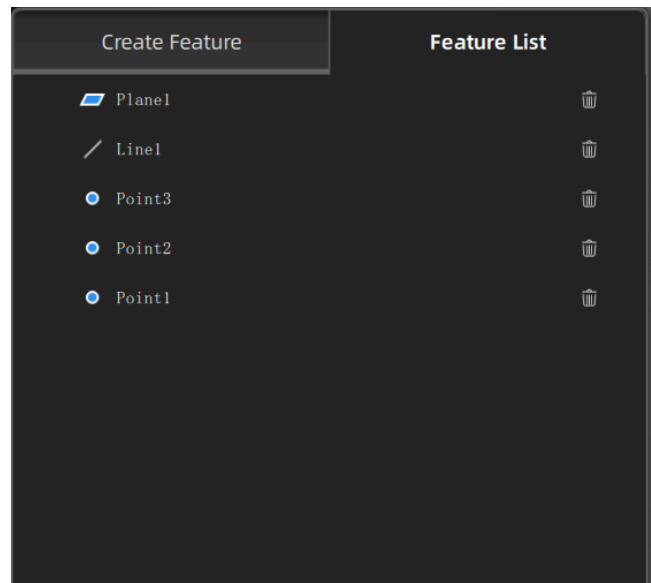 Create Feature Feature List
Plane1
Line1
Point3
Point2
Point1